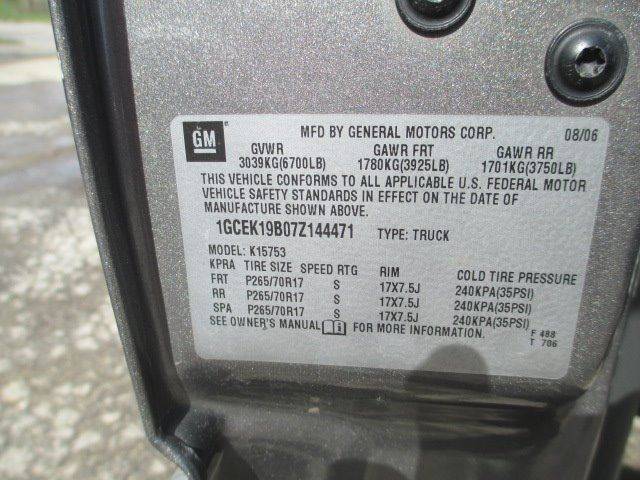 GM MFD BY GENERAL MOTORS CORP. 08/06
GVWR GAWR FRT GAWR RR
3039KG(6700LB) 1780KG(3925LB) 1701KG(3750LB)
THIS VEHICLE CONFORMS TO ALL APPLICABLE U.S. FEDERAL MOTOR
VEHICLE SAFETY STANDARDS IN EFFECT ON THE DATE OF
MANUFACTURE SHOWN ABOVE.
1GCEK19B07Z144471 TYPE: TRUCK
MODEL: K15753
KPRA TIRE SIZE SPEED RTG RIM COLD TIRE PRESSURE
FRT P265/70R17 S 17X7.5J 240KPA(35PSI)
RR P265/70R17 S 17X7.5J 240KPA(35PSI)
SPA P265/70R17 S 17X7.5J 240KPA(35PSI)
SEE OWNER'S MANUAL FOR MORE INFORMATION.
F 488
T 706